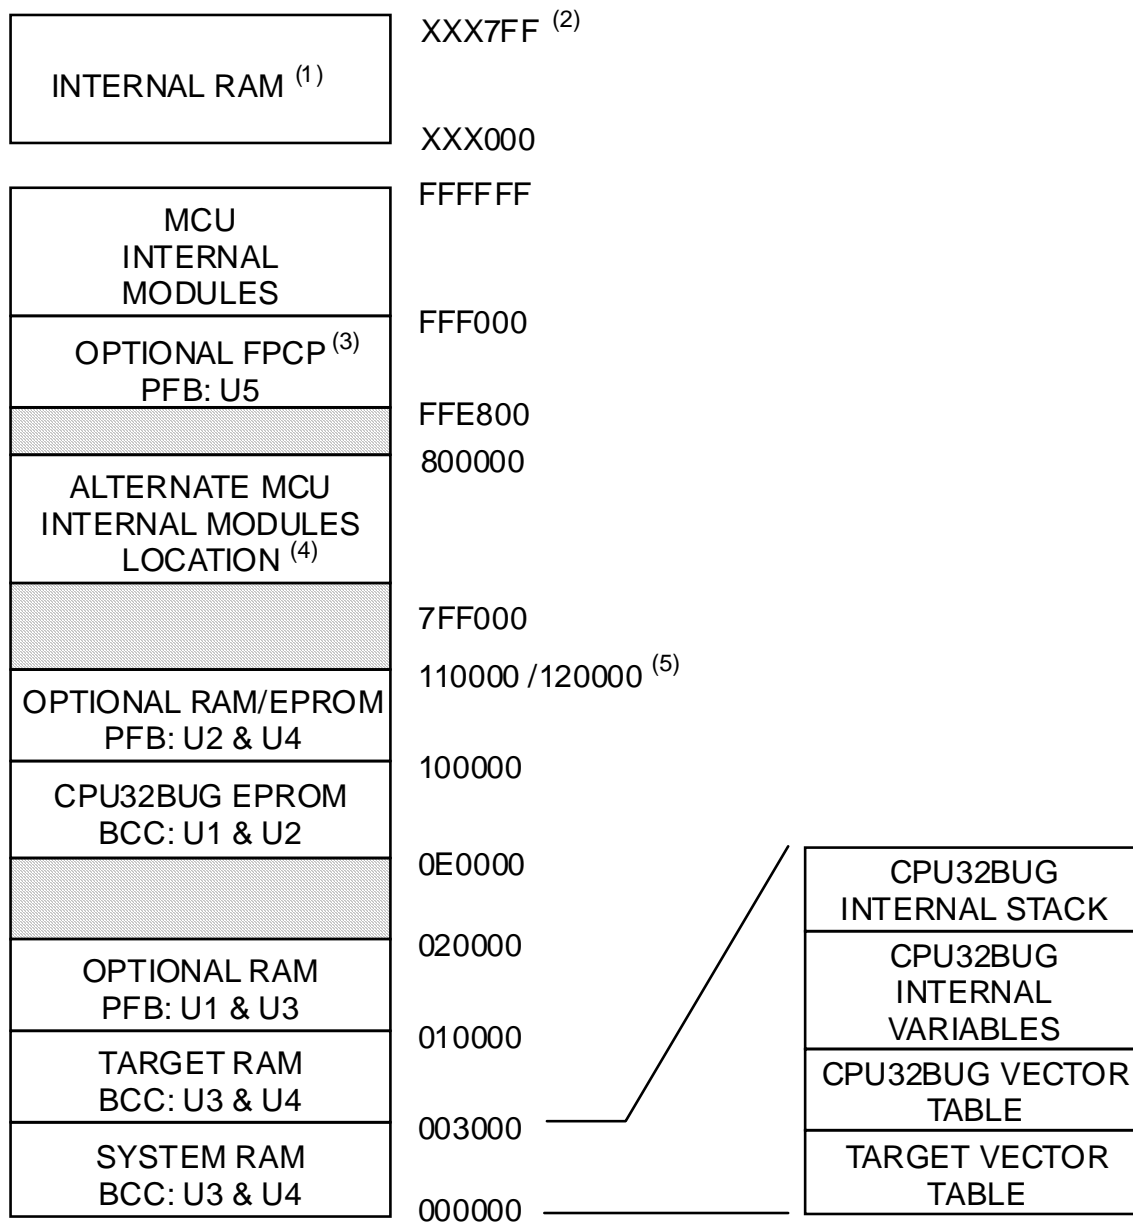 XXX7FF (2)
INTERNAL RAM (1)
XXX000
FFFFFF
MCU
INTERNAL
MODULES
FFF000
OPTIONAL FPCP (3)
PFB: U5
FFE800
800000
ALTERNATE MCU
INTERNAL MODULES
LOCATION (4)
7FF000
110000 /120000 (5)
OPTIONAL RAM/EPROM
PFB: U2 & U4
100000
CPU32BUG EPROM
BCC: U1 & U2
0E0000
020000
OPTIONAL RAM
PFB: U1 & U3
010000
TARGET RAM
BCC: U3 & U4
003000
SYSTEM RAM
BCC: U3 & U4
000000
CPU32BUG
INTERNAL STACK
CPU32BUG
INTERNAL
VARIABLES
CPU32BUG VECTOR
TABLE
TARGET VECTOR
TABLE